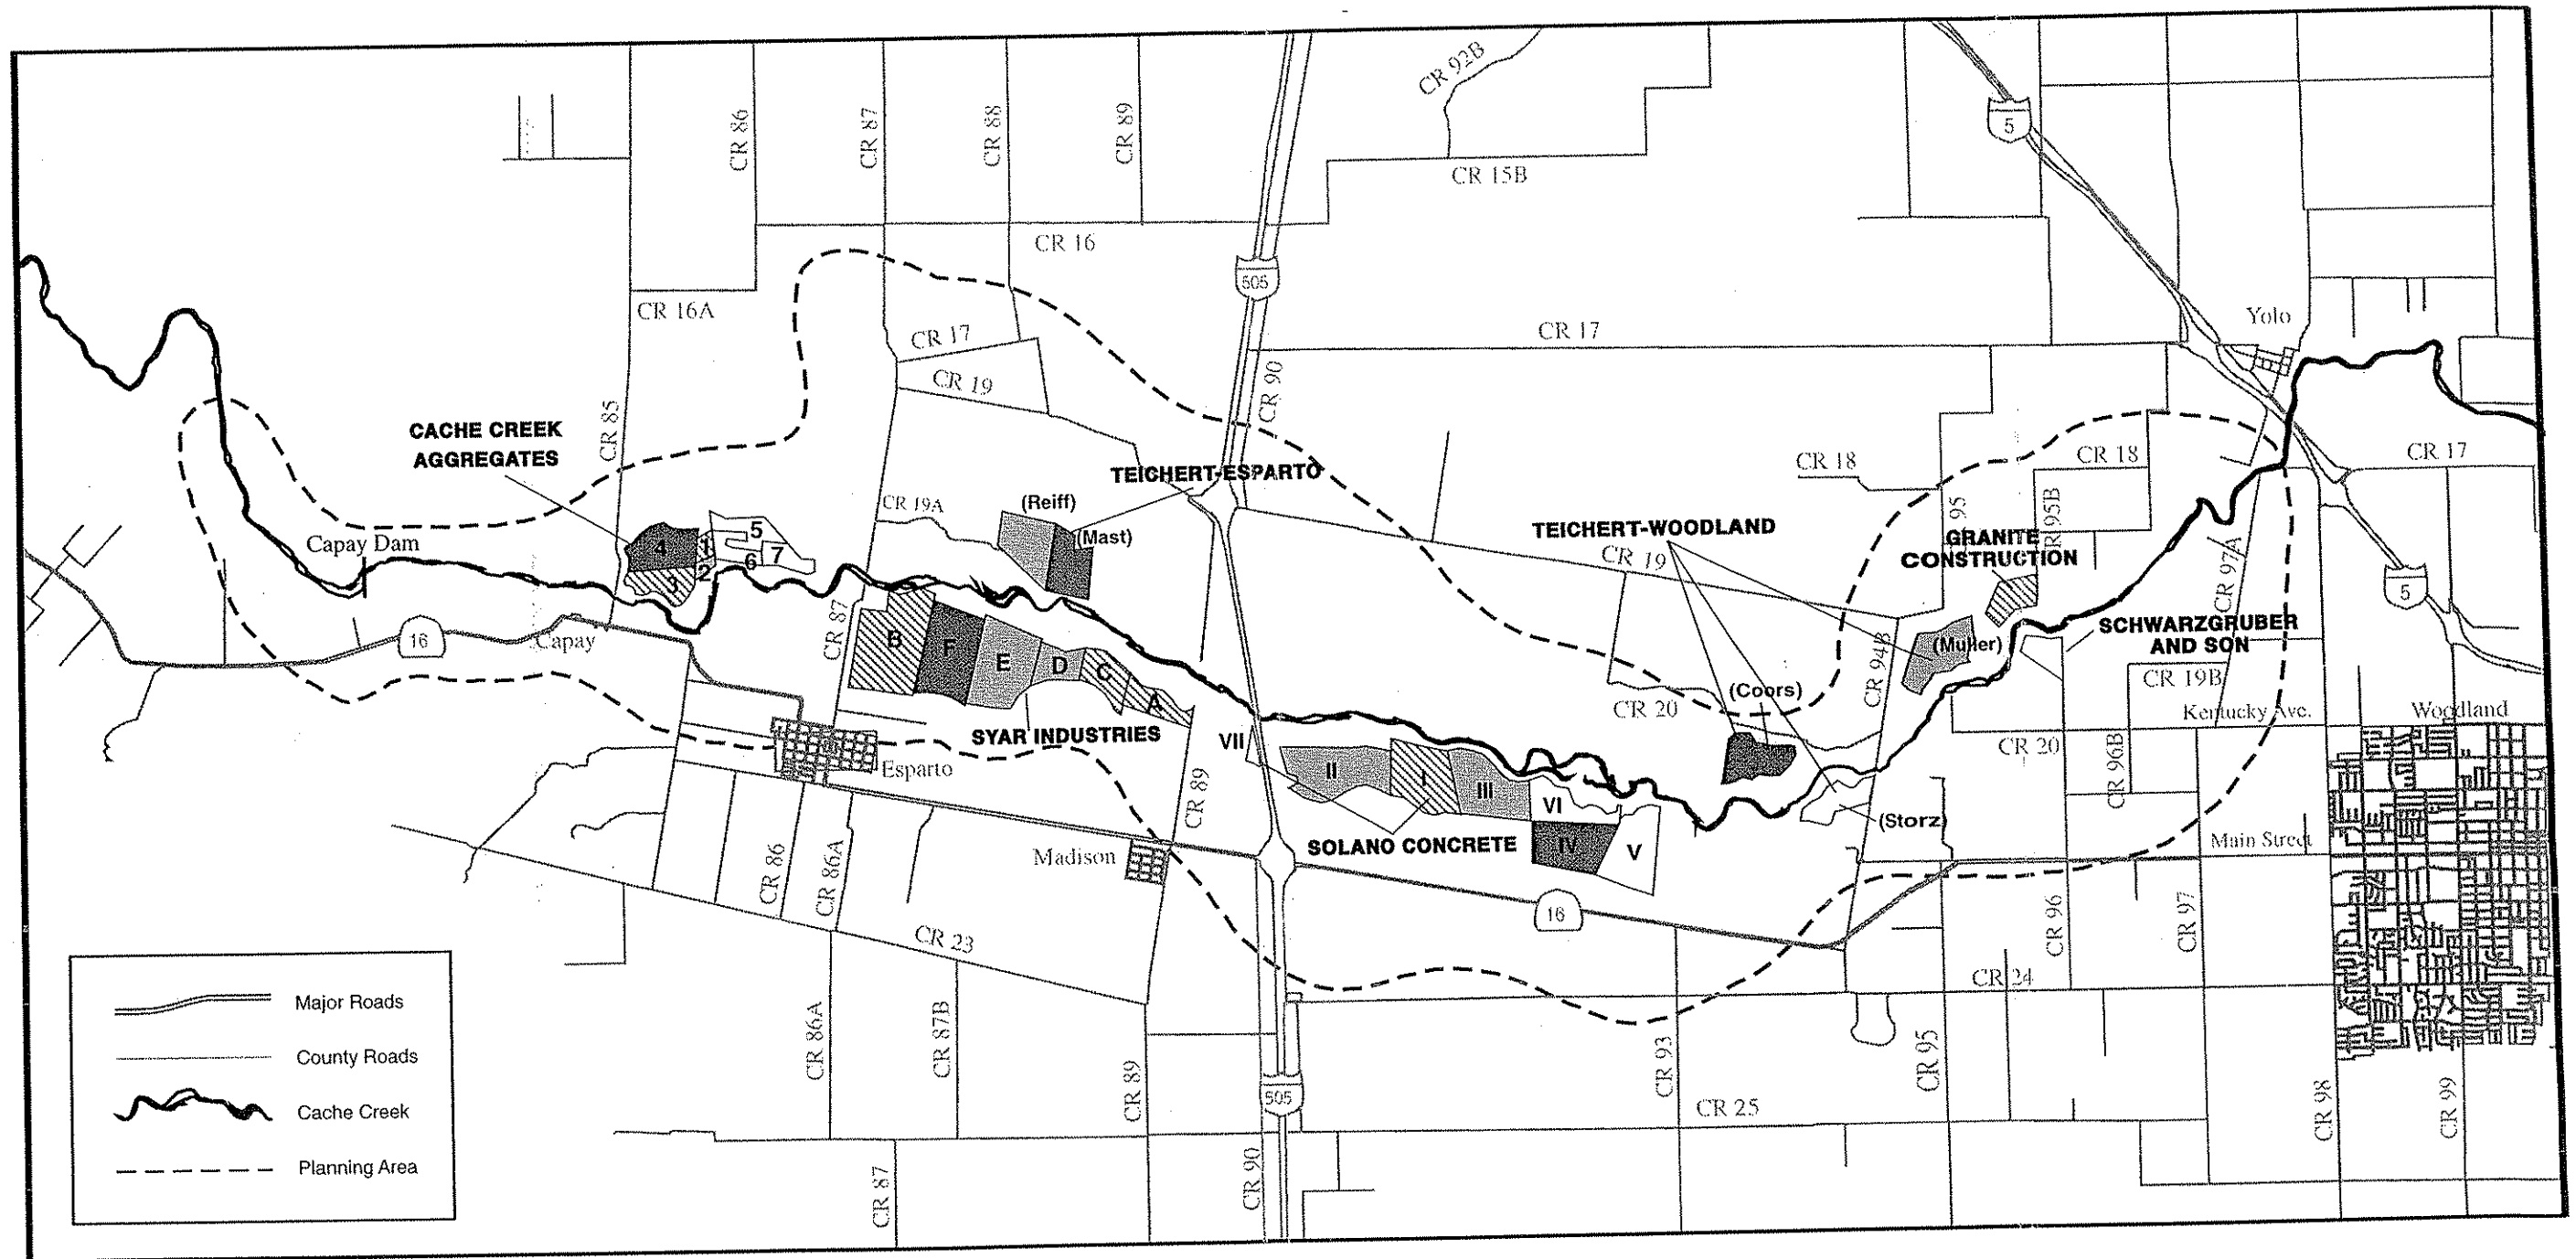 CR 92B
5
CR 86
CR 87
CR 88
CR 89
CR 15B
CR 16
505
CR 16A
Yolo
CR 17
CR 17
CR 19
CR 90
CR 85
CACHE CREEK
AGGREGATES
CR 18
CR 18
CR 17
TEICHERT-ESPARTO
CR 19A
(Reiff)
(Mast)
95
R 95B
TEICHERT-WOODLAND
GRANITE
CONSTRUCTION
CR 19
CR 97A
Capay Dam
4
1
5
6
7
2
3
5
16
Capay
CR 87
B
F
E
D
C
A
(Muller)
SCHWARZGRUBER
AND SON
CR 94B
CR 19B
(Coors)
CR 20
Kentucky Ave.
Woodland
SYAR INDUSTRIES
VII
CR 20
CR 96B
Esparto
II
I
III
VI
CR 89
(Storz)
SOLANO CONCRETE
IV
V
Main Street
Madison
CR 86
CR 86A
16
CR 23
CR 96
CR 97
CR 24
Major Roads
County Roads
Cache Creek
Planning Area
CR 86A
CR 87B
CR 89
505
CR 93
CR 95
CR 25
CR 98
CR 99
CR 87
CR 90